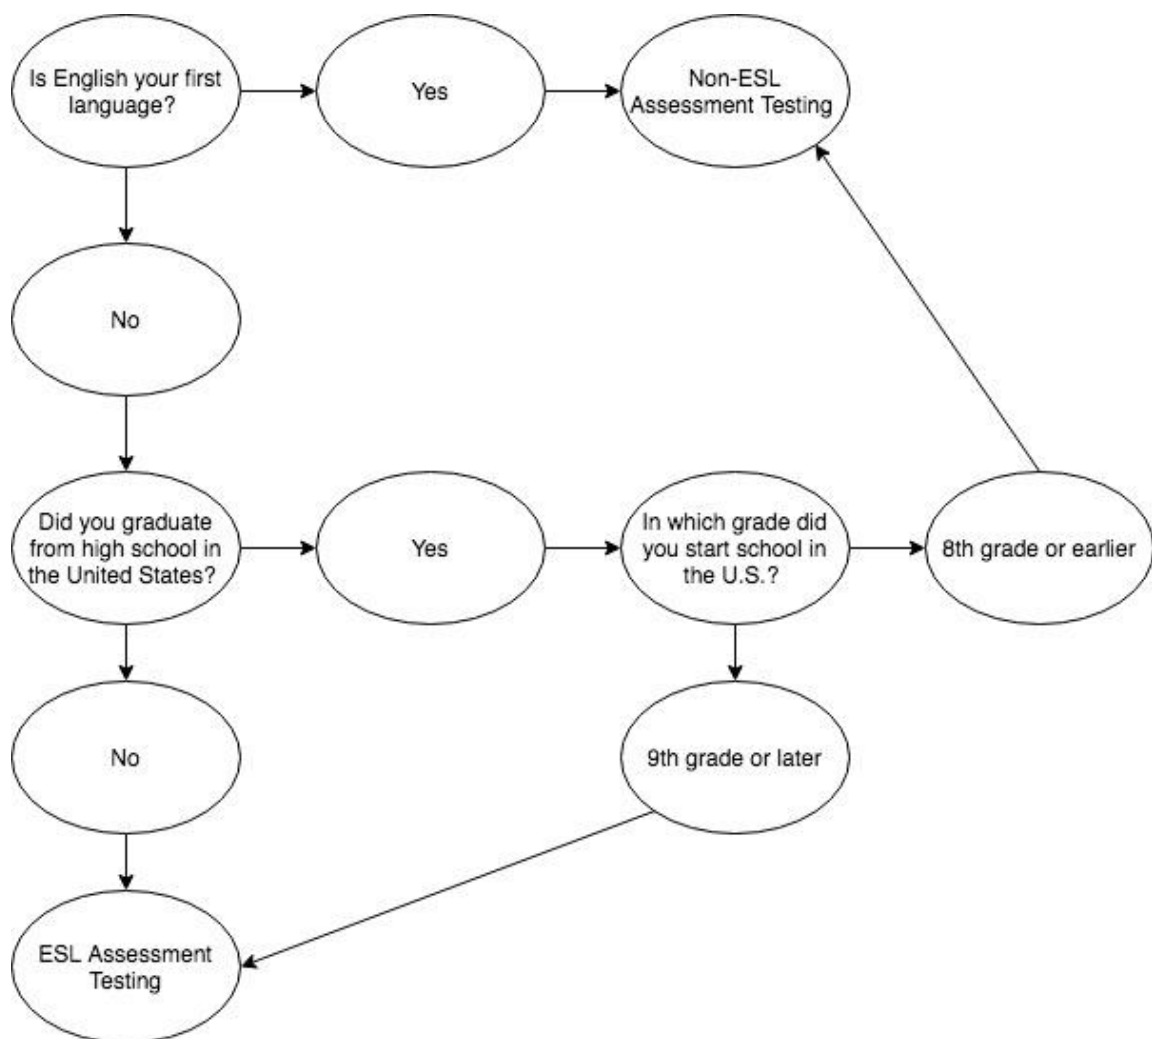 Is English your first
language?
Yes
Non-ESL
Assessment Testing
No
Did you graduate
from high school in
the United States?
Yes
In which grade did
you start school in
the U.S.?
8th grade or earlier
No
9th grade or later
ESL Assessment
Testing